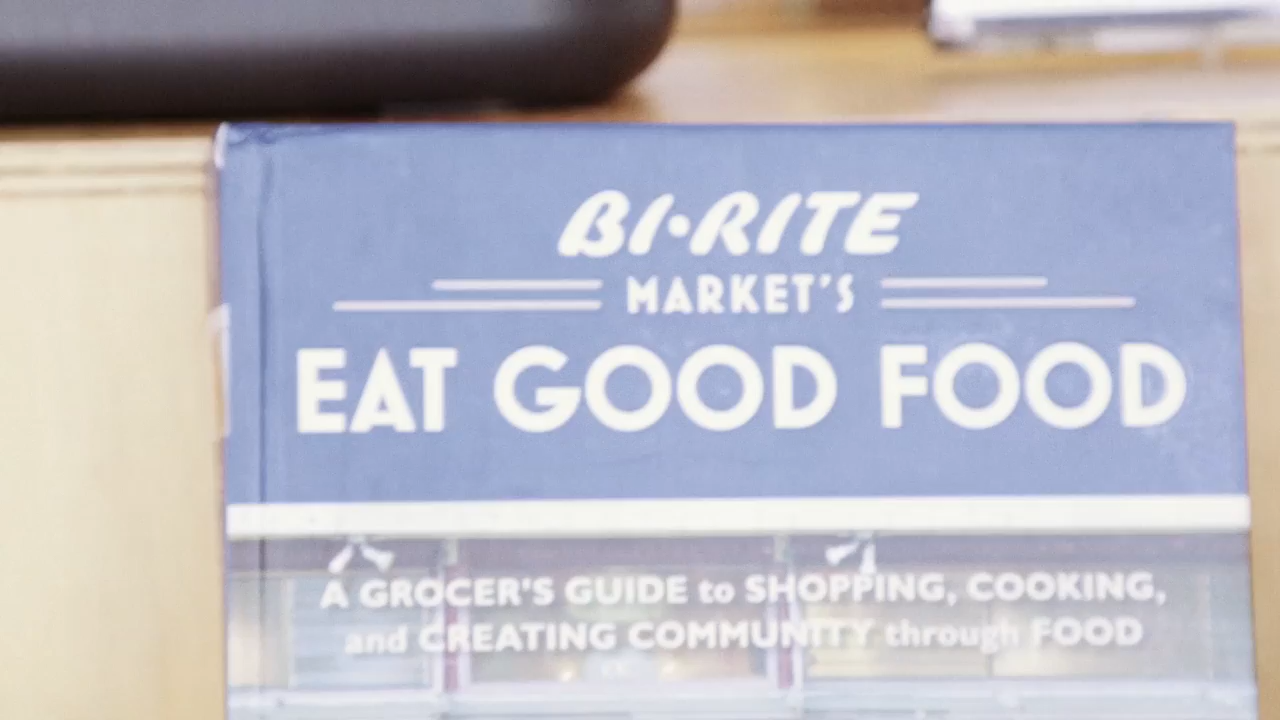 BI·RITE
MARKET'S
EAT GOOD FOOD
A GROCER'S GUIDE to SHOPPING, COOKING,
and CREATING COMMUNITY through FOOD